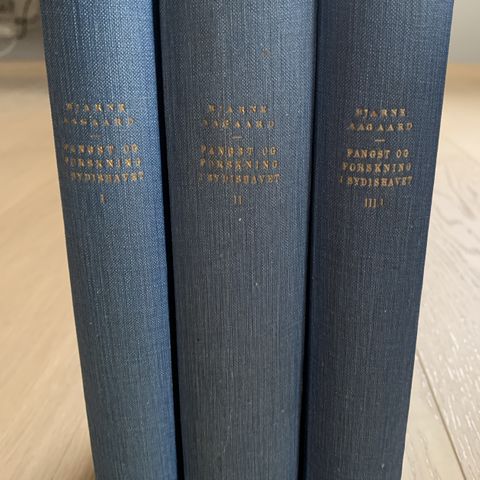 BJARNE
AAGAARD
—
FANGST OG
FORSKNING
I SYDISHAVET
I
BJARNE
AAGAARD
—
FANGST OG
FORSKNING
I SYDISHAVET
II
BJARNE
AAGAARD
—
FANGST OG
FORSKNING
I SYDISHAVET
III¹